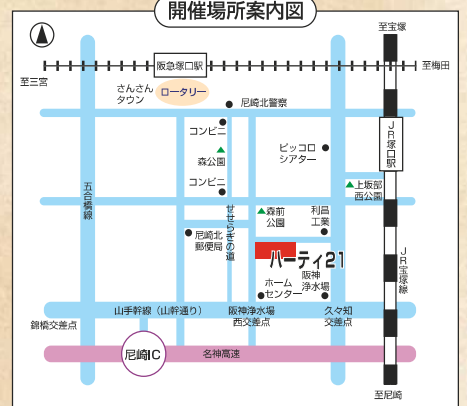 開催場所案内図
至宝塚
至三宮
阪急塚口駅
至梅田
さんさん
タウン
ロータリー
尼崎北警察
コンビニ
森公園
コンビニ
ピッコロ
シアター
JR塚口駅
上坂部
西公園
五合橋線
せせらぎの道
森前
公園
利昌
工業
尼崎北
郵便局
ハーティ21
JR宝塚線
ホーム
センター
阪神
浄水場
山手幹線（山幹通り）
阪神浄水場
西交差点
久々知
交差点
錦橋交差点
尼崎IC
名神高速
至尼崎